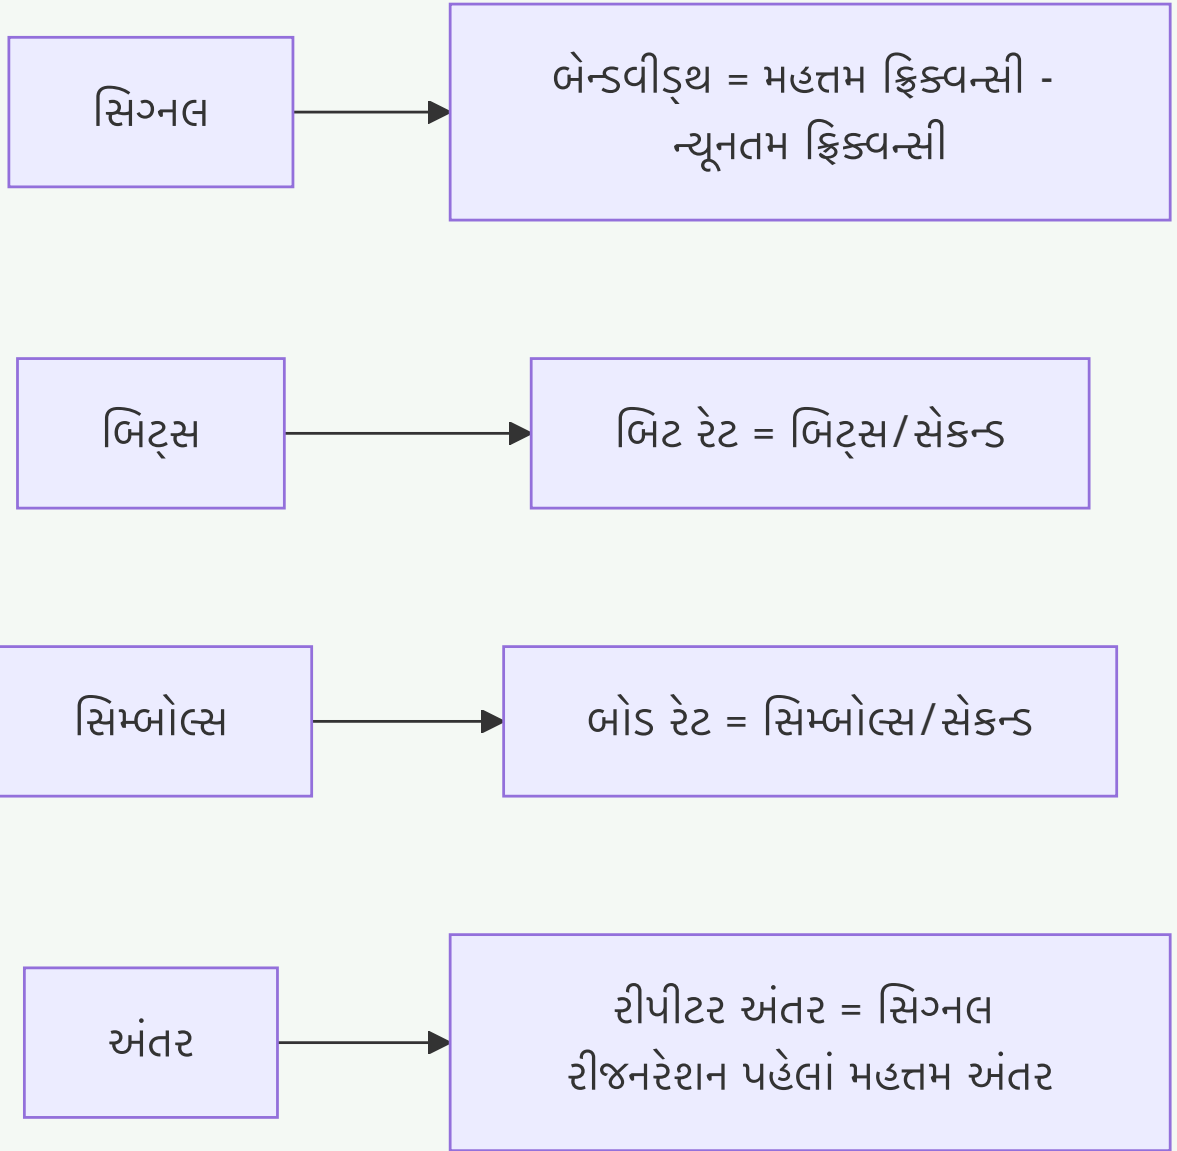 સિગ્નલ
બેન્ડવીડ્થ = મહત્તમ ફ્રિક્વન્સી -
ન્યૂનતમ ફ્રિક્વન્સી
બિટ્સ
બિટ રેટ = બિટ્સ/સેકન્ડ
સિમ્બોલ્સ
બોડ રેટ = સિમ્બોલ્સ/સેકન્ડ
અંતર
રીપીટર અંતર = સિગ્નલ
રીજનરેશન પહેલાં મહત્તમ અંતર